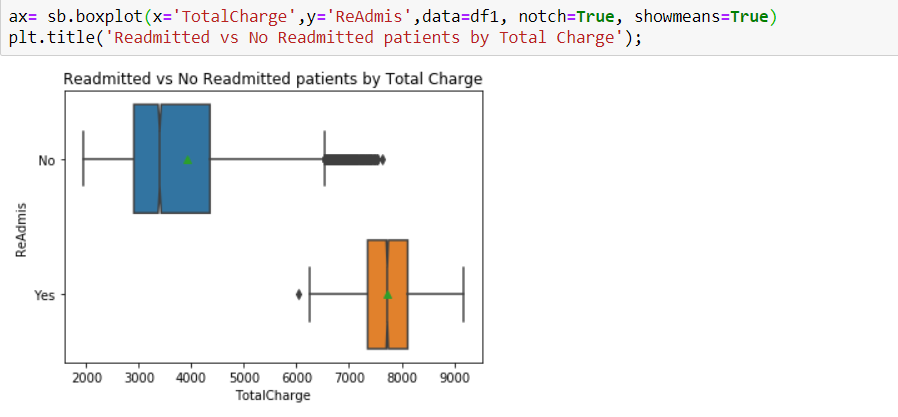 ax= sb.boxplot(x='TotalCharge',y='ReAdmis',data=df1, notch=True, showmeans=True)
plt.title('Readmitted vs No Readmitted patients by Total Charge');
Readmitted vs No Readmitted patients by Total Charge
No
ReAdmis
Yes
2000 3000 4000 5000 6000 7000 8000 9000
TotalCharge